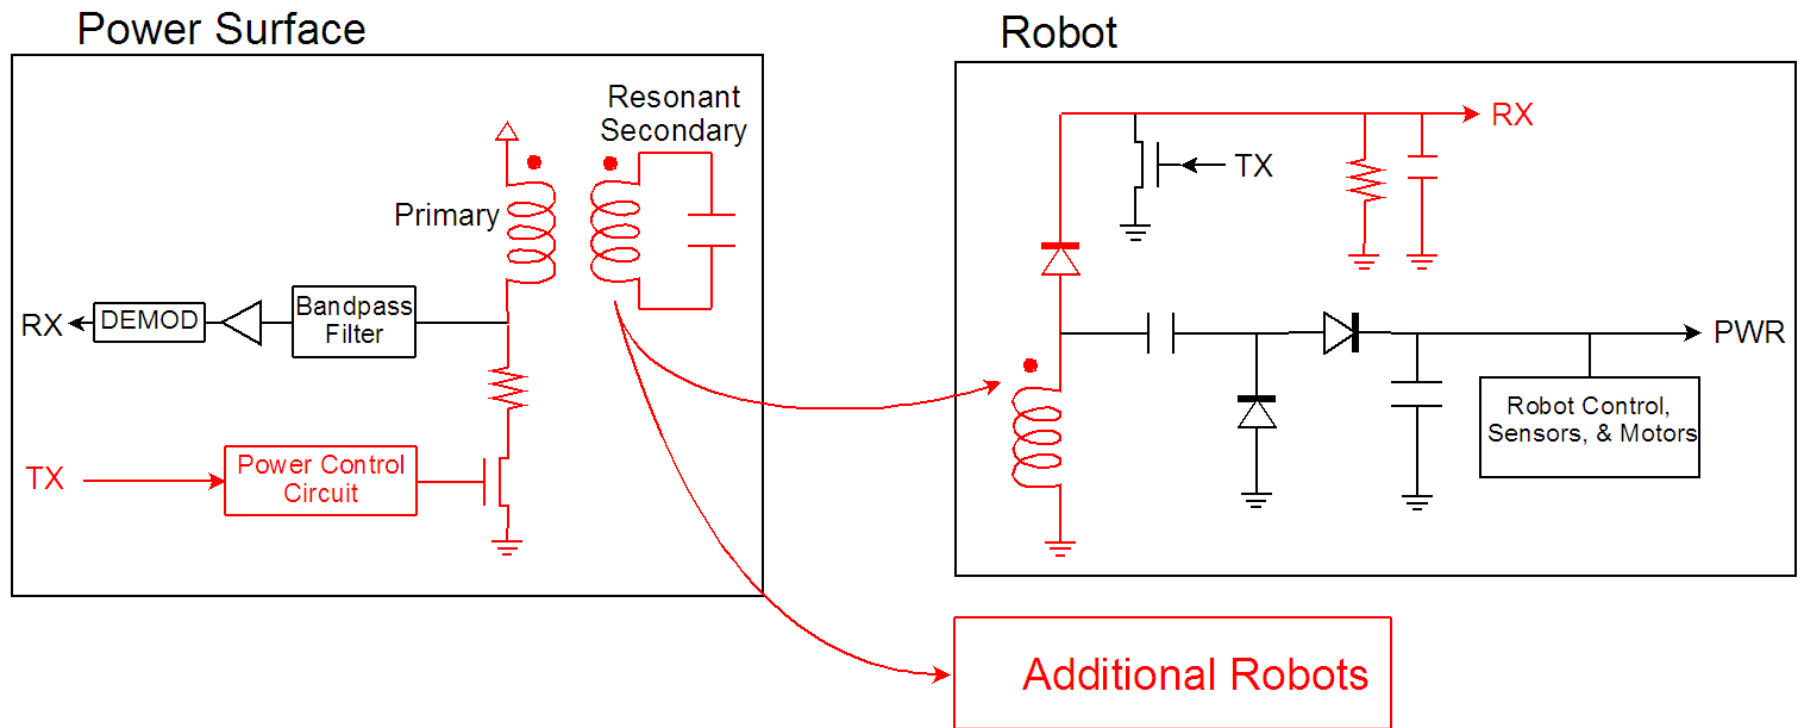 Power Surface
Robot
Resonant
Secondary
Primary
RX
DEMOD
Bandpass
Filter
TX
Power Control
Circuit
RX
TX
PWR
Robot Control,
Sensors, & Motors
Additional Robots